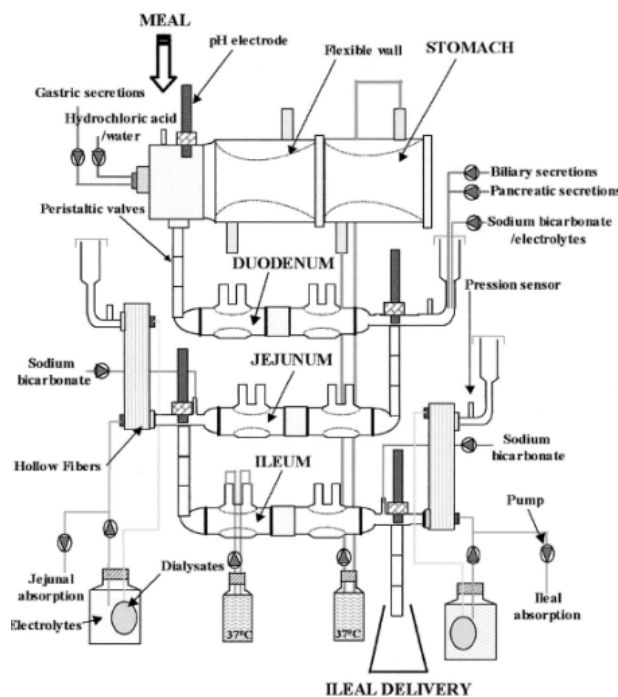 MEAL
pH electrode
Flexible wall
STOMACH
Gastric secretions
Hydrochloric acid
/water
Biliary secretions
Pancreatic secretions
Peristaltic valves
Sodium bicarbonate
/electrolytes
DUODENUM
Pression sensor
Sodium
bicarbonate
JEJUNUM
Hollow Fibers
ILEUM
Sodium
bicarbonate
Pump
Jejunal
absorption
Dialysates
Electrolytes
37°C
37°C
Ileal
absorption
ILEAL DELIVERY